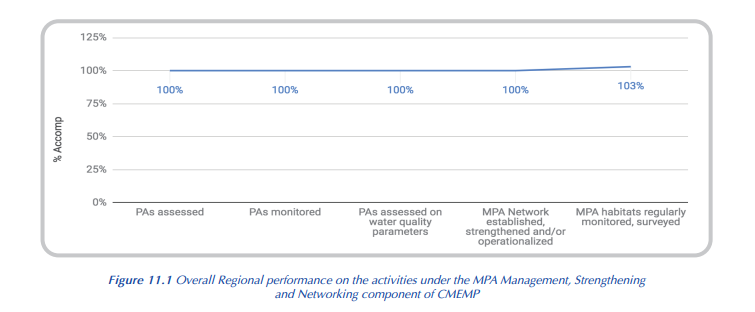 125%
100%
75%
50%
25%
0%
% Accomp
100%
100%
100%
100%
103%
PAs assessed
PAs monitored
PAs assessed on
water quality
parameters
MPA Network
established,
strengthened and/or
operationalized
MPA habitats regularly
monitored, surveyed
Figure 11.1 Overall Regional performance on the activities under the MPA Management, Strengthening
and Networking component of CMEMP